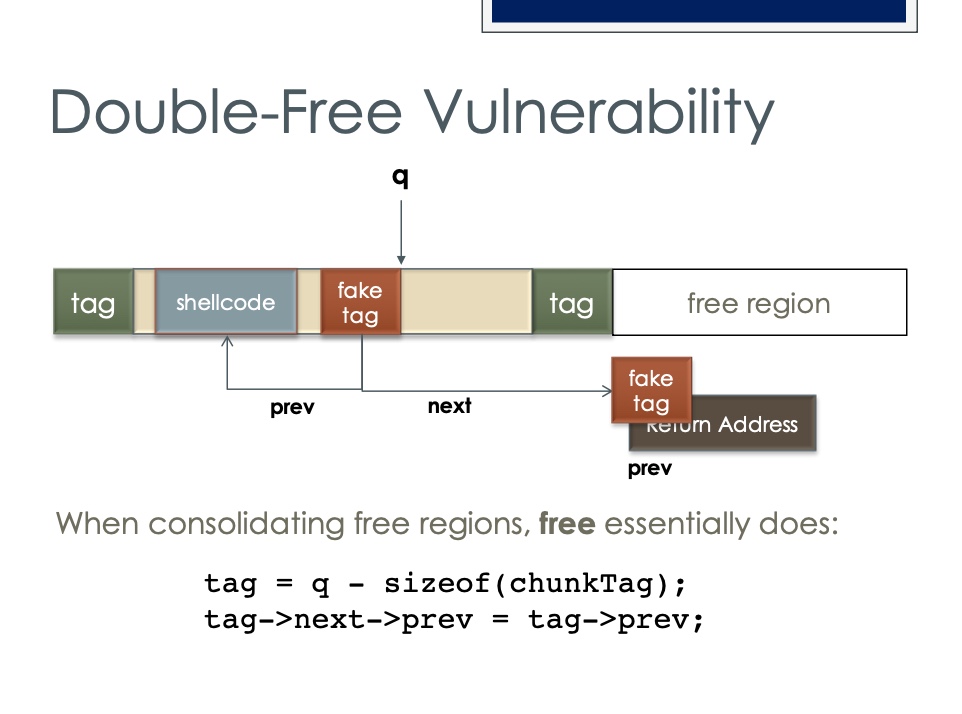 Double-Free Vulnerability
q
tag
shellcode
fake
tag
tag
free region
prev
next
fake
tag
Return Address
prev
When consolidating free regions, free essentially does:
tag = q - sizeof(chunkTag);
tag->next->prev = tag->prev;